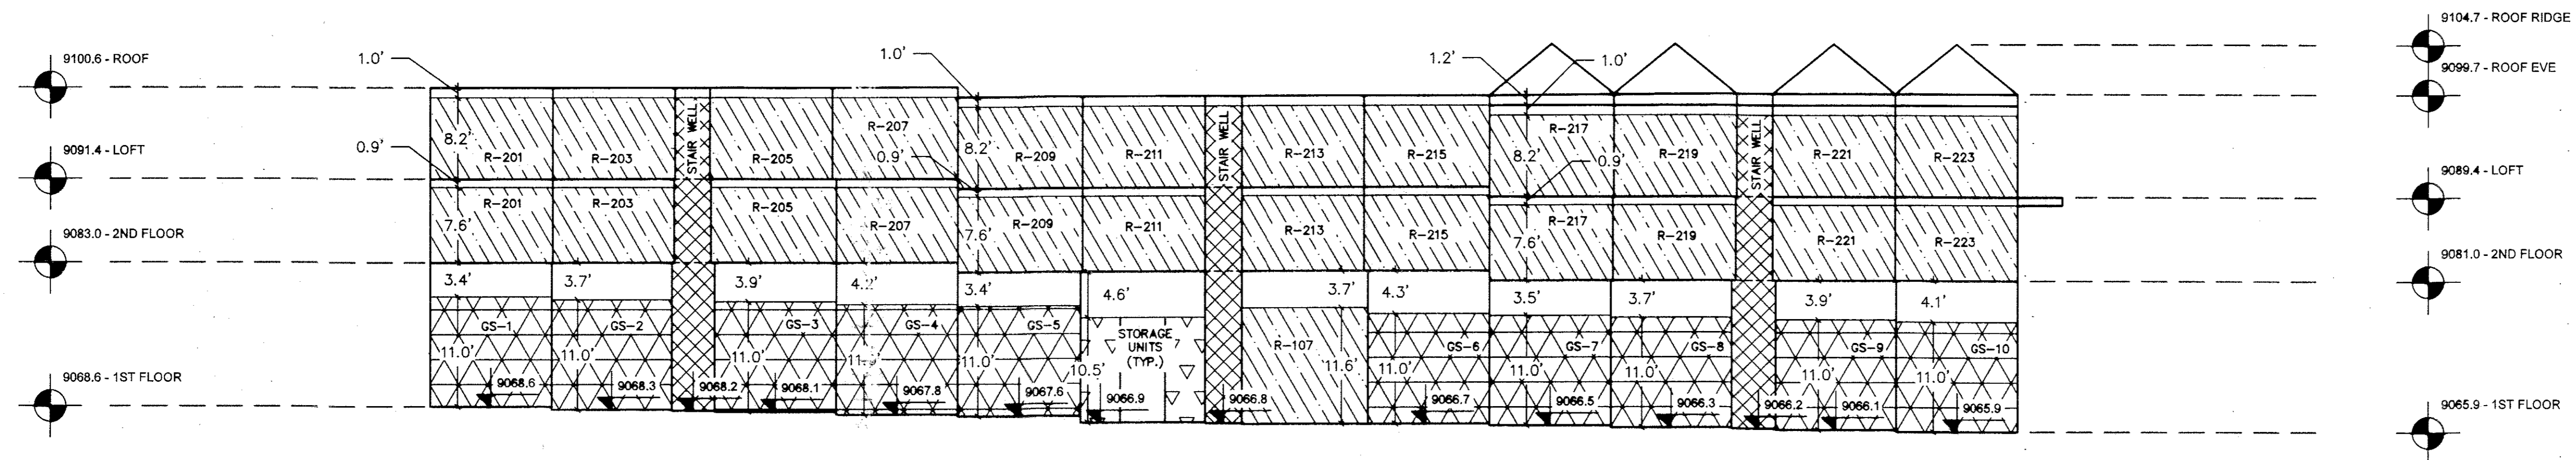 9104.7 - ROOF RIDGE
9100.6 - ROOF
1.0'
1.0'
1.2'
1.0'
9099.7 - ROOF EVE
STAIR WELL
STAIR WELL
STAIR WELL
R-207
R-217
8.2'
8.2'
8.2'
9091.4 - LOFT
0.9'
R-201
R-203
R-205
0.9'
R-209
R-211
R-213
R-215
0.9'
R-219
R-221
R-223
9089.4 - LOFT
R-201
R-203
R-205
R-207
R-209
R-211
R-213
R-215
R-217
R-219
R-221
R-223
7.6'
7.6'
7.6'
9083.0 - 2ND FLOOR
9081.0 - 2ND FLOOR
3.4'
3.7'
3.9'
4.2'
3.4'
4.6'
3.7'
4.3'
3.5'
3.7'
3.9'
4.1'
GS-1
GS-2
GS-3
GS-4
GS-5
STORAGE
UNITS
(TYP.)
R-107
GS-6
GS-7
GS-8
GS-9
GS-10
11.0'
11.0'
11.0'
11.0'
10.5'
11.6'
11.0'
11.0'
11.0'
11.0'
11.0'
9068.6 - 1ST FLOOR
9068.6
9068.3
9068.2
9068.1
9067.8
9067.6
9066.9
9066.8
9066.7
9066.5
9066.3
9066.2
9066.1
9065.9
9065.9 - 1ST FLOOR